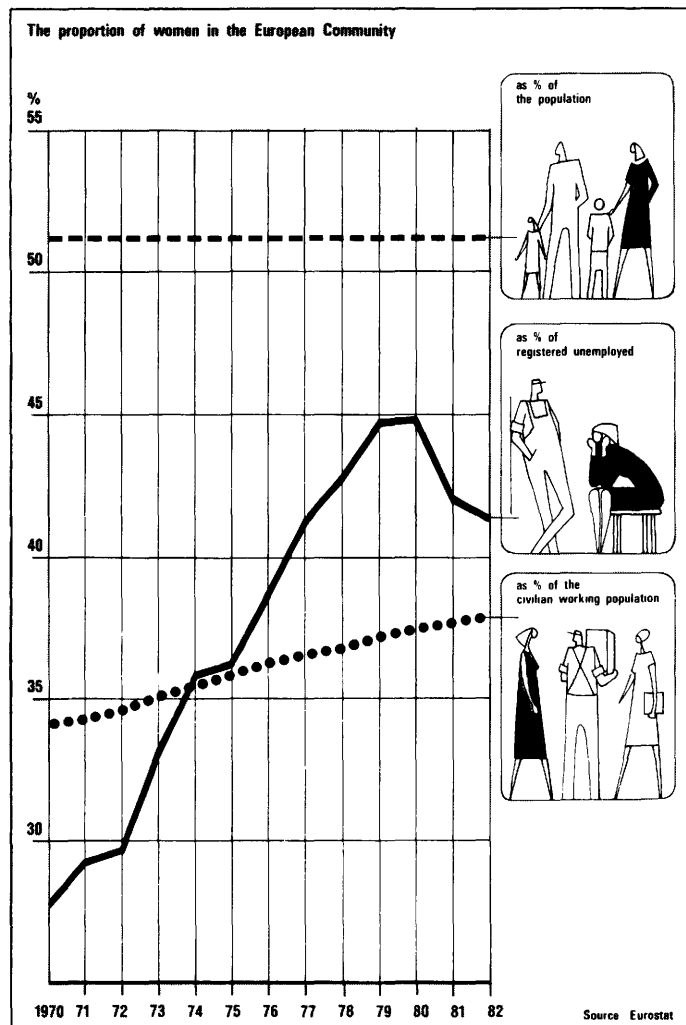 The proportion of women in the European Community
%
55
50
45
40
35
30
1970 71 72 73 74 75 76 77 78 79 80 81 82
as % of
the population
as % of
registered unemployed
as % of the
civilian working population
Source Eurostat